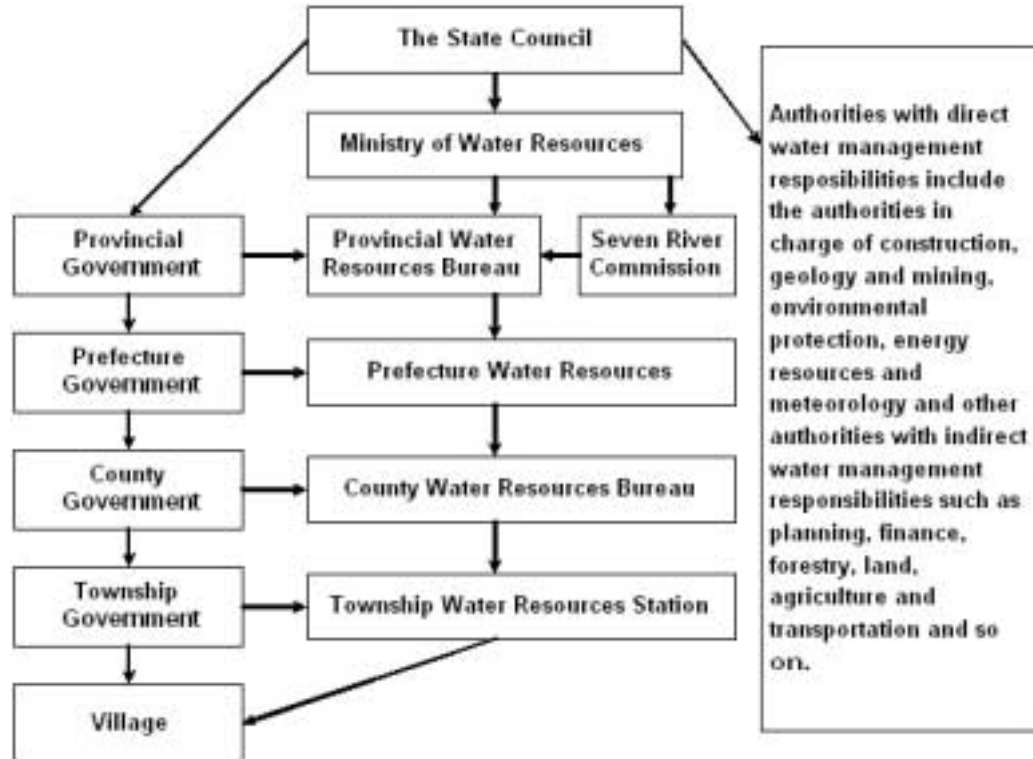 The State Council
Ministry of Water Resources
Provincial
Government
Provincial Water
Resources Bureau
Seven River
Commission
Prefecture
Government
Prefecture Water Resources
County
Government
County Water Resources Bureau
Township
Government
Township Water Resources Station
Village
Authorities with direct
water management
resposibilities include
the authorities in
charge of construction,
geology and mining,
environmental
protection, energy
resources and
meteorology and other
authorities with indirect
water management
responsibilities such as
planning, finance,
forestry, land,
agriculture and
transportation and so
on.